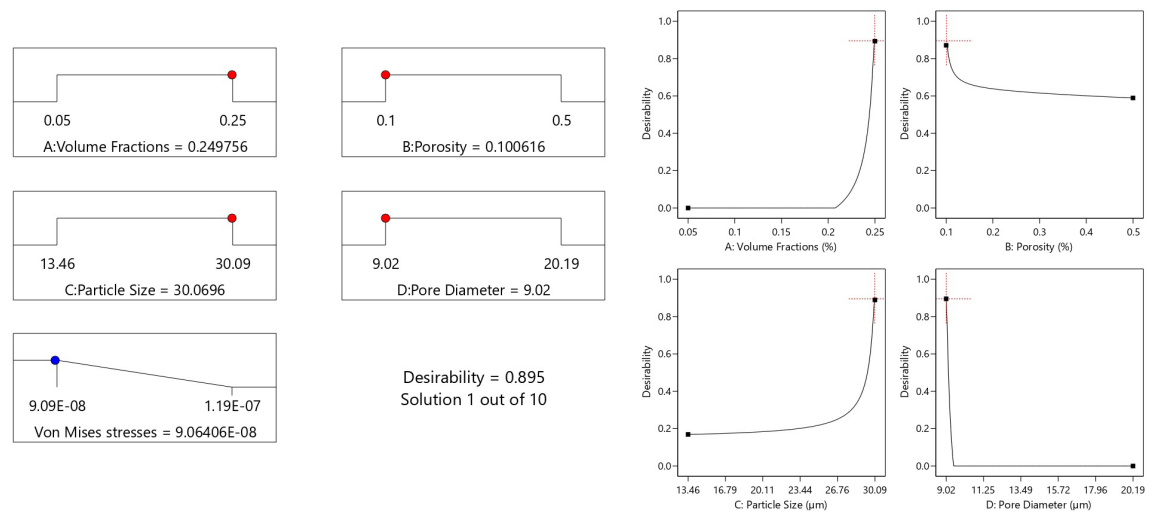 0.05 0.25
A:Volume Fractions = 0.249756
0.1 0.5
B:Porosity = 0.100616
13.46 30.09
C:Particle Size = 30.0696
9.02 20.19
D:Pore Diameter = 9.02
9.09E-08 1.19E-07
Von Mises stresses = 9.06406E-08
Desirability = 0.895
Solution 1 out of 10
Desirability
1.0
0.8
0.6
0.4
0.2
0.0
0.05 0.1 0.15 0.2 0.25
A: Volume Fractions (%)
Desirability
1.0
0.8
0.6
0.4
0.2
0.0
0.1 0.2 0.3 0.4 0.5
B: Porosity (%)
Desirability
1.0
0.8
0.6
0.4
0.2
0.0
13.46 16.79 20.11 23.44 26.76 30.09
C: Particle Size (µm)
Desirability
1.0
0.8
0.6
0.4
0.2
0.0
9.02 11.25 13.49 15.72 17.96 20.19
D: Pore Diameter (µm)